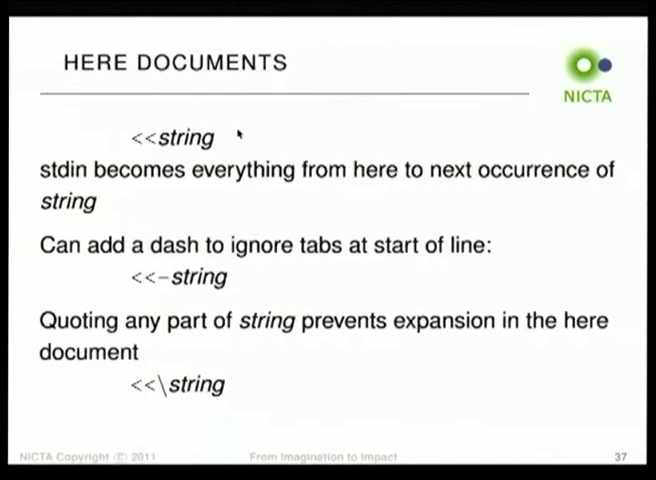 HERE DOCUMENTS
NICTA
<<string
stdin becomes everything from here to next occurrence of
string
Can add a dash to ignore tabs at start of line:
<<-string
Quoting any part of string prevents expansion in the here
document
<<\string
NICTA Copyright © 2011
From Imagination to Impact
37